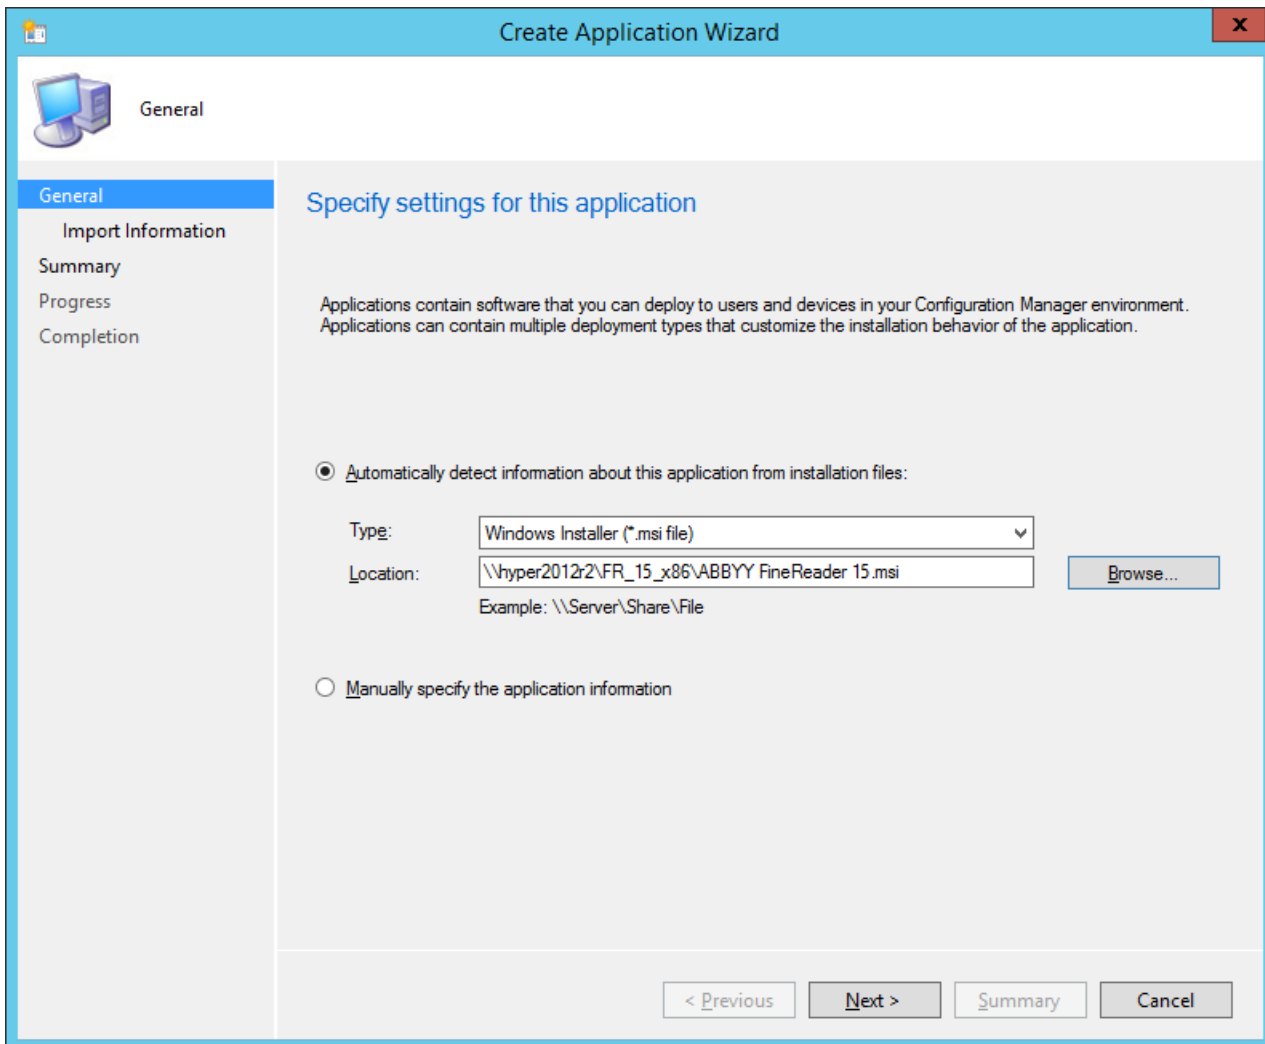 Create Application Wizard
x
General
General
Import Information
Summary
Progress
Completion
Specify settings for this application
Applications contain software that you can deploy to users and devices in your Configuration Manager environment.
Applications can contain multiple deployment types that customize the installation behavior of the application.
Automatically detect information about this application from installation files:
Type: Windows Installer (*.msi file)
Location: \\hyper2012r2\FR_15_x86\ABBYY FineReader 15.msi Browse...
Example: \\Server\Share\File
Manually specify the application information
< Previous Next > Summary Cancel